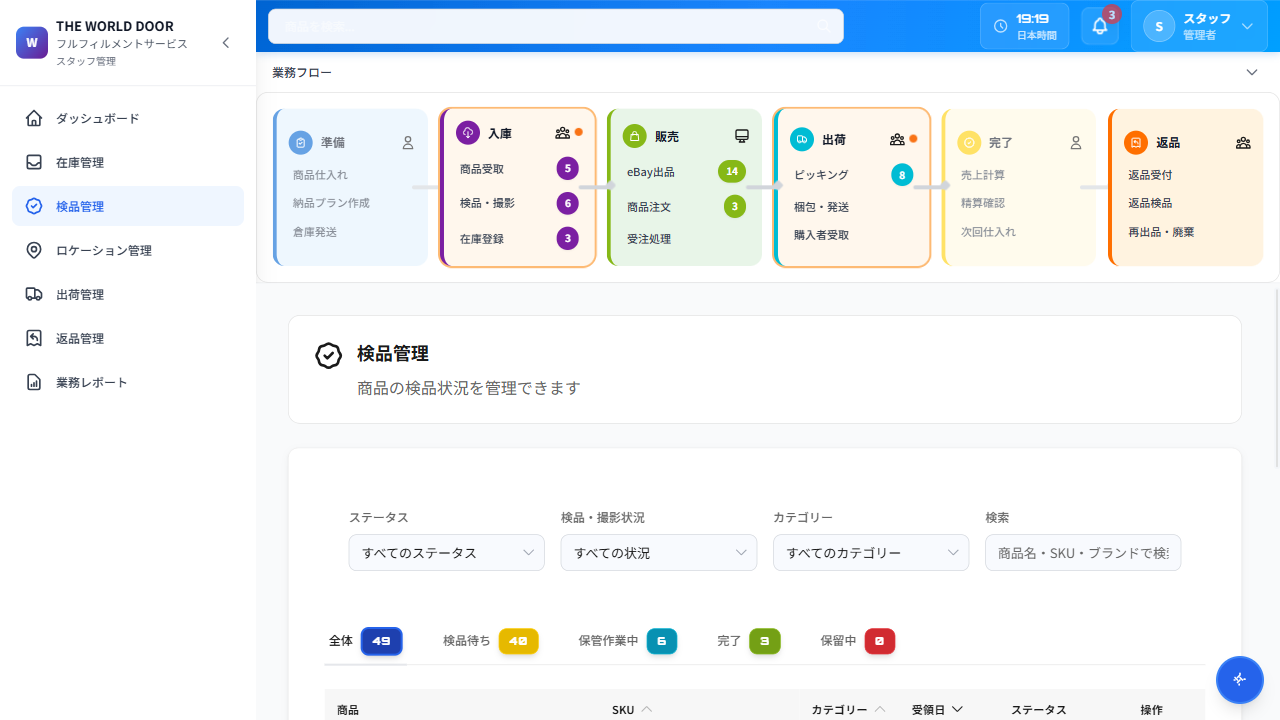 W
THE WORLD DOOR
フルフィルメントサービス
スタッフ管理
ダッシュボード
在庫管理
検品管理
ロケーション管理
出荷管理
返品管理
業務レポート
商品を検索...
19:19
日本時間
3
S
スタッフ
管理者
業務フロー
準備
商品仕入れ
納品プラン作成
倉庫発送
入庫
商品受取 5
検品・撮影 6
在庫登録 3
販売
eBay出品 14
商品注文 3
受注処理
出荷
ピッキング 8
梱包・発送
購入者受取
完了
売上計算
精算確認
次回仕入れ
返品
返品受付
返品検品
再出品・廃棄
検品管理
商品の検品状況を管理できます
ステータス 検品・撮影状況 カテゴリー 検索
すべてのステータス すべての状況 すべてのカテゴリー 商品名・SKU・ブランドで検
全体 49 検品待ち 40 保管作業中 6 完了 3 保留中 0
商品 SKU カテゴリー 受領日 ステータス 操作